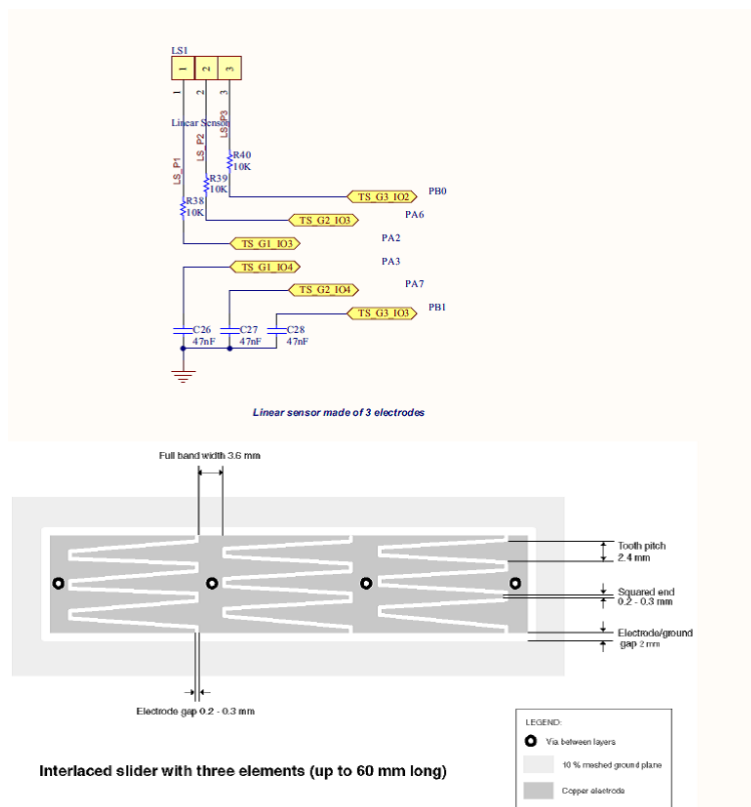 LS1
1 2 3
1 2 3
Linear Sensor
LS_P1
LS_P2
LS_P3
R40
10K
R39
10K
R38
10K
TS_G3_IO2 PB0
TS_G2_IO3 PA6
TS_G1_IO3 PA2
TS_G1_IO4 PA3
TS_G2_IO4 PA7
TS_G3_IO3 PB1
C26 C27 C28
47nF 47nF 47nF
Linear sensor made of 3 electrodes
Full band width 3.6 mm
Tooth pitch
2.4 mm
Squared end
0.2 - 0.3 mm
Electrode/ground
gap 2 mm
Electrode gap 0.2 - 0.3 mm
LEGEND:
Via between layers
10 % meshed ground plane
Copper electrode
Interlaced slider with three elements (up to 60 mm long)